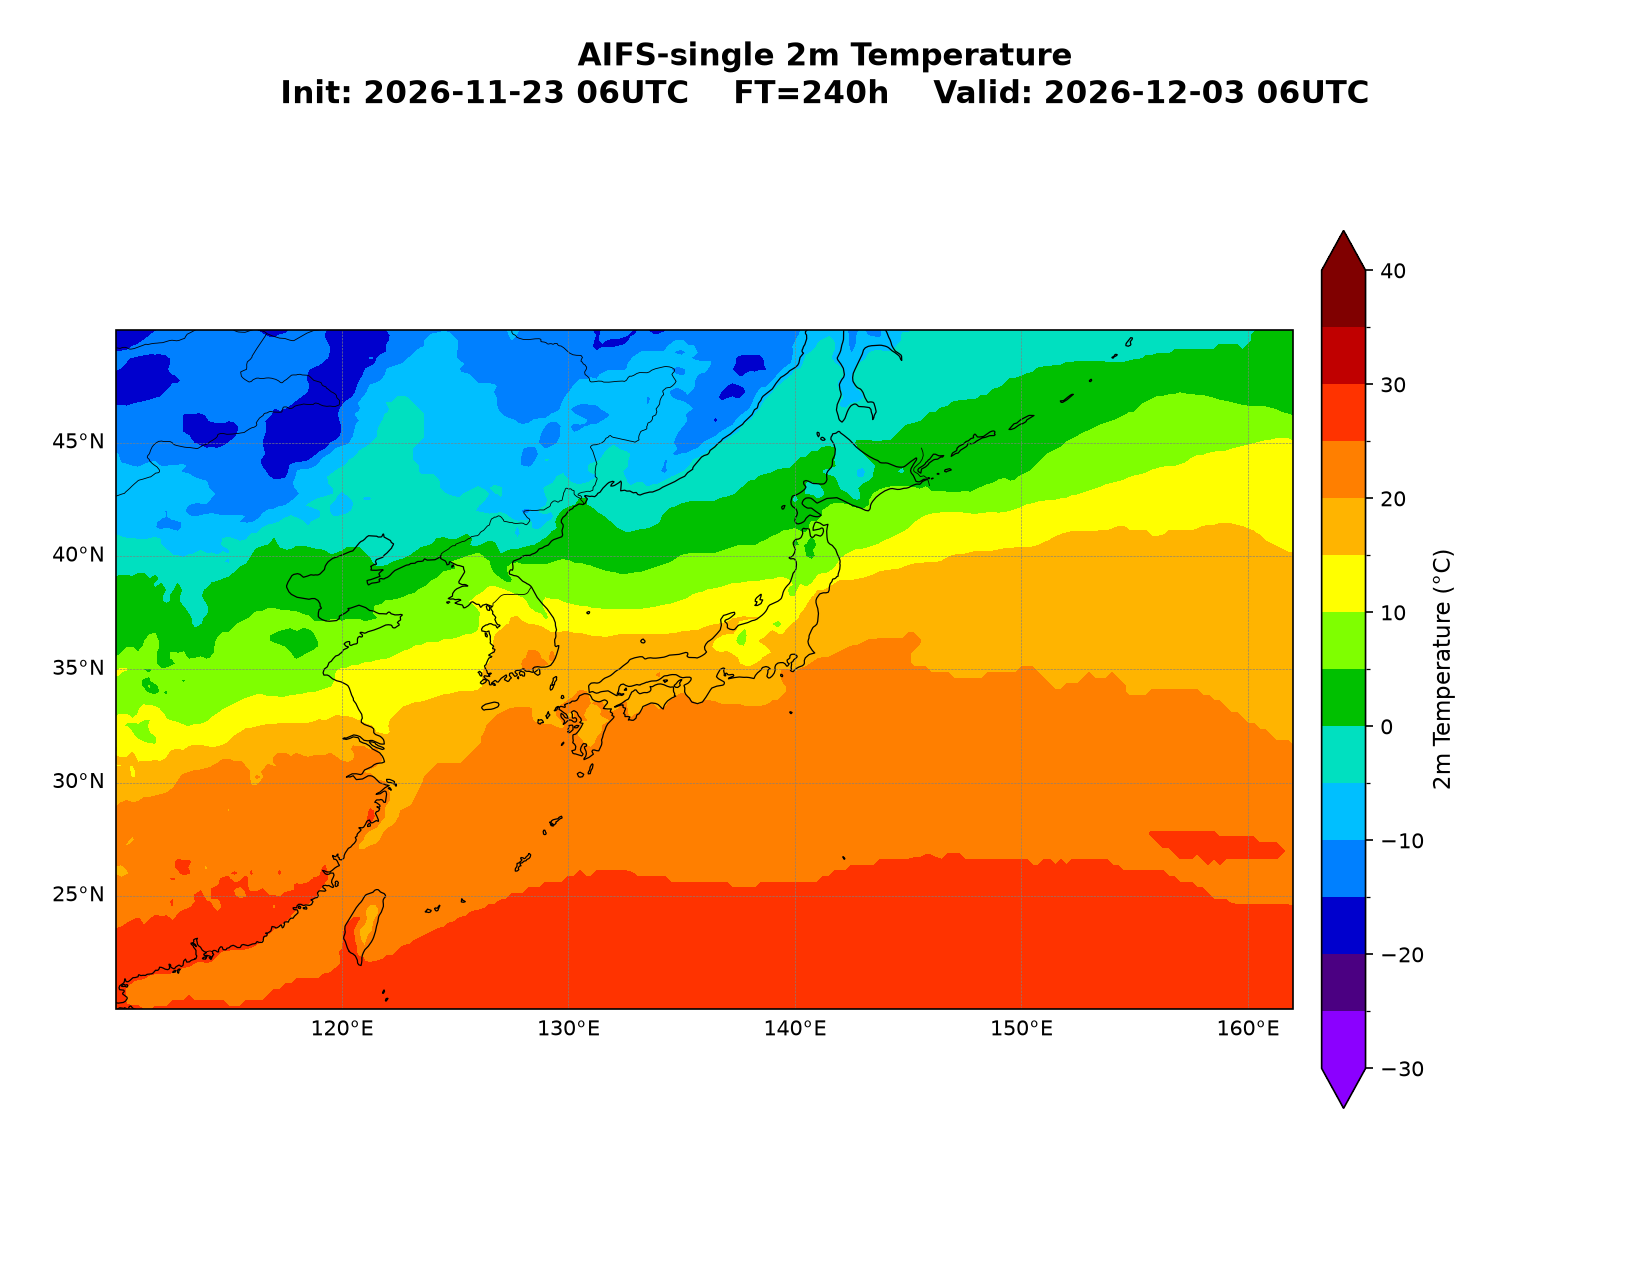 AIFS-single 2m Temperature
Init: 2026-11-23 06UTC    FT=240h    Valid: 2026-12-03 06UTC
45°N
40°N
35°N
30°N
25°N
120°E
130°E
140°E
150°E
160°E
40
30
20
10
0
−10
−20
−30
2m Temperature (°C)